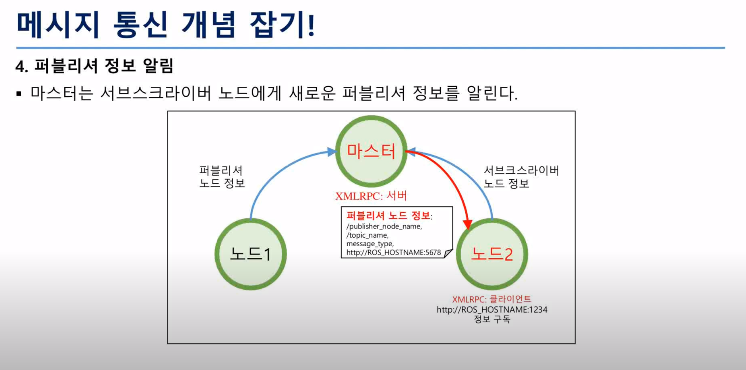 메시지 통신 개념 잡기!
4. 퍼블리셔 정보 알림
▪ 마스터는 서브스크라이버 노드에게 새로운 퍼블리셔 정보를 알린다.
마스터
퍼블리셔
노드 정보
서브크스라이버
노드 정보
XMLRPC: 서버
퍼블리셔 노드 정보:
/publisher_node_name,
/topic_name,
message_type,
http://ROS_HOSTNAME:5678
노드1
노드2
XMLRPC: 클라이언트
http://ROS_HOSTNAME:1234
정보 구독